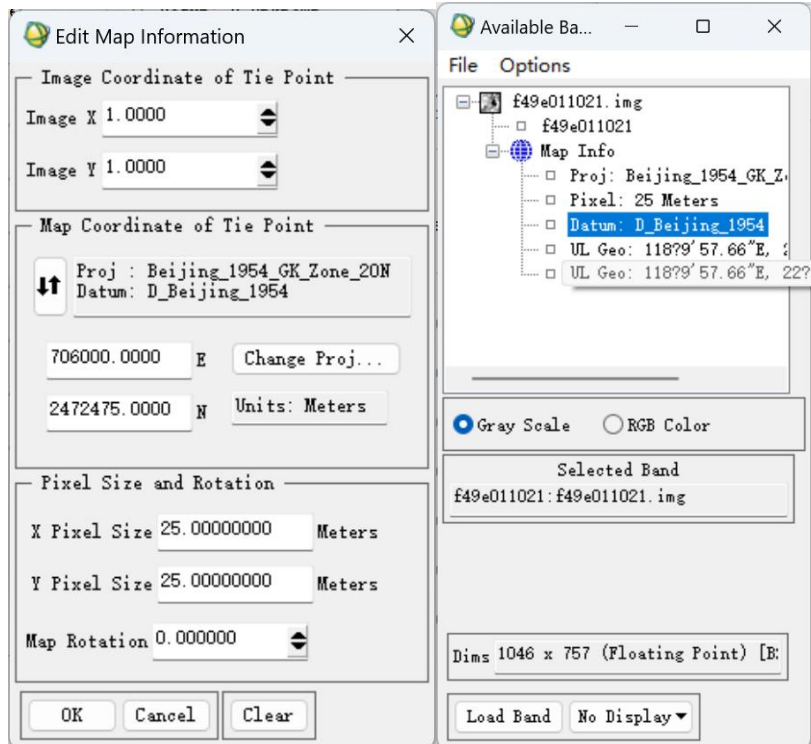 Edit Map Information
Image Coordinate of Tie Point
Image X 1.0000
Image Y 1.0000
Map Coordinate of Tie Point
Proj : Beijing_1954_GK_Zone_20N
Datum: D_Beijing_1954
706000.0000 E Change Proj...
2472475.0000 N Units: Meters
Pixel Size and Rotation
X Pixel Size 25.00000000 Meters
Y Pixel Size 25.00000000 Meters
Map Rotation 0.000000
OK Cancel Clear
Available Ba...
File Options
f49e011021.img
f49e011021
Map Info
Proj: Beijing_1954_GK_Z
Pixel: 25 Meters
Datum: D_Beijing_1954
UL Geo: 118?9'57.66"E,
UL Geo: 118?9'57.66"E, 22?
Gray Scale RGB Color
Selected Band
f49e011021:f49e011021.img
Dims 1046 x 757 (Floating Point) [B
Load Band No Display